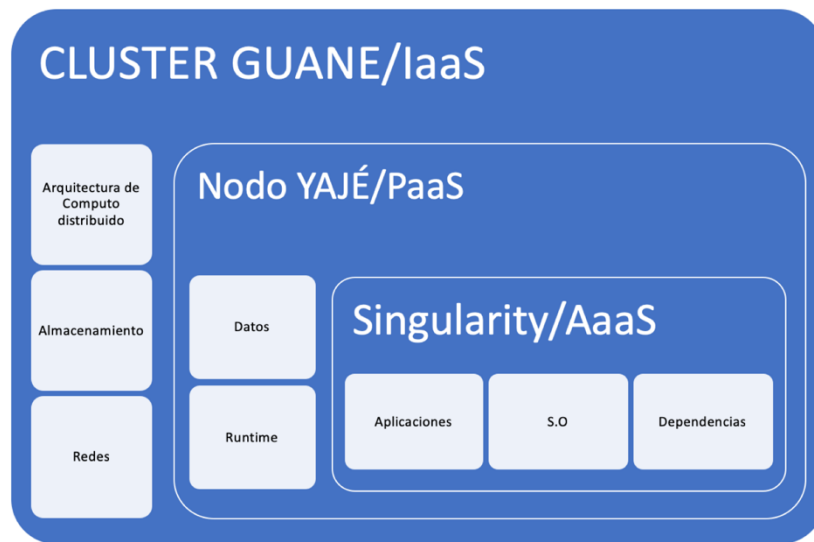 CLUSTER GUANE/IaaS
Arquitectura de
Computo
distribuido
Almacenamiento
Redes
Nodo YAJÉ/PaaS
Datos
Runtime
Singularity/AaaS
Aplicaciones
S.O
Dependencias